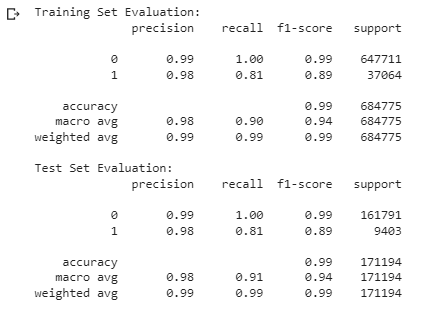 Training Set Evaluation:
precision recall f1-score support
0 0.99 1.00 0.99 647711
1 0.98 0.81 0.89 37064
accuracy 0.99 684775
macro avg 0.98 0.90 0.94 684775
weighted avg 0.99 0.99 0.99 684775
Test Set Evaluation:
precision recall f1-score support
0 0.99 1.00 0.99 161791
1 0.98 0.81 0.89 9403
accuracy 0.99 171194
macro avg 0.98 0.91 0.94 171194
weighted avg 0.99 0.99 0.99 171194